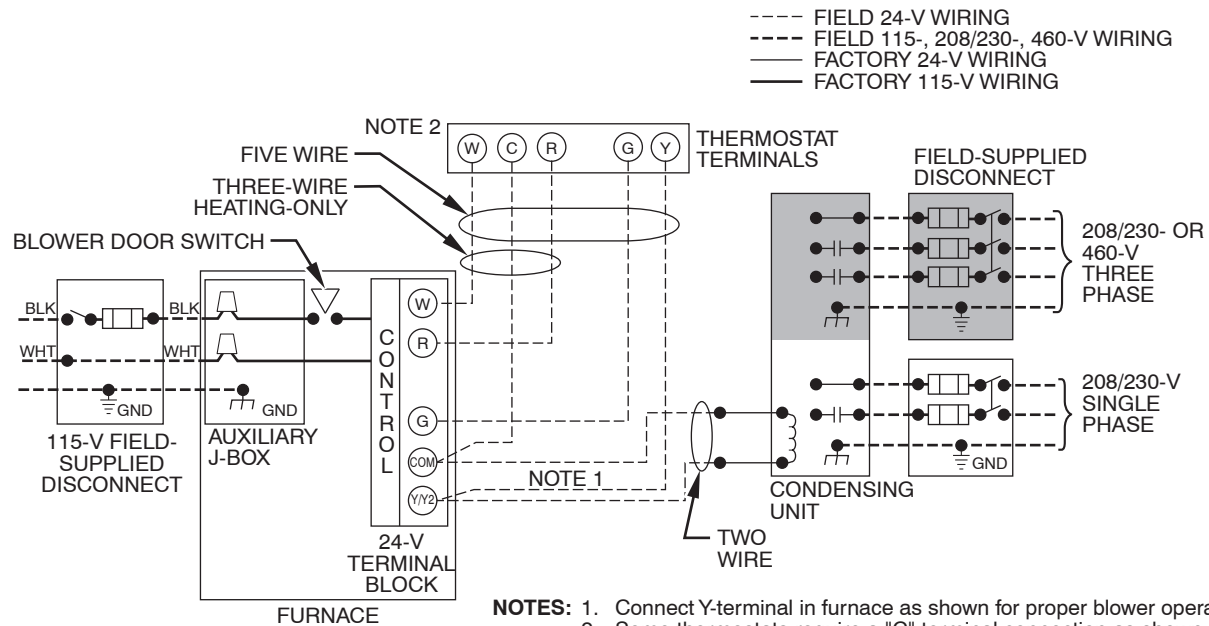 FIELD 24-V WIRING
FIELD 115-, 208/230-, 460-V WIRING
FACTORY 24-V WIRING
FACTORY 115-V WIRING
NOTE 2
W
C
R
G
Y
THERMOSTAT
TERMINALS
FIVE WIRE
THREE-WIRE
HEATING-ONLY
BLOWER DOOR SWITCH
FIELD-SUPPLIED
DISCONNECT
208/230- OR
460-V
THREE
PHASE
BLK
BLK
WHT
WHT
GND
GND
115-V FIELD-
SUPPLIED
DISCONNECT
AUXILIARY
J-BOX
CONTROL
W
R
G
COM
Y/Y2
NOTE 1
24-V
TERMINAL
BLOCK
FURNACE
TWO
WIRE
CONDENSING
UNIT
208/230-V
SINGLE
PHASE
GND
NOTES: 1. Connect Y-terminal in furnace as shown for proper blower opera